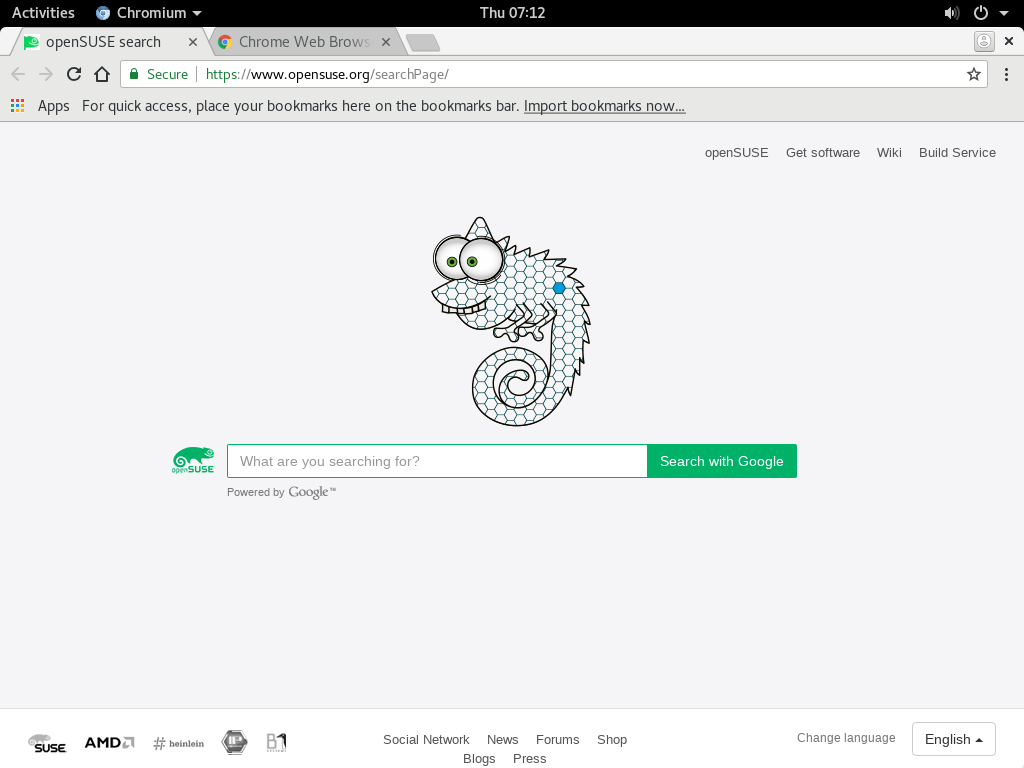 Activities Chromium Thu 07:12
openSUSE search Chrome Web Brows
Secure https://www.opensuse.org/searchPage/
Apps For quick access, place your bookmarks here on the bookmarks bar. Import bookmarks now...
openSUSE Get software Wiki Build Service
openSUSE What are you searching for? Search with Google
Powered by Google™
SUSE AMD # heinlein IP B1 Social Network News Forums Shop Change language English
Blogs Press